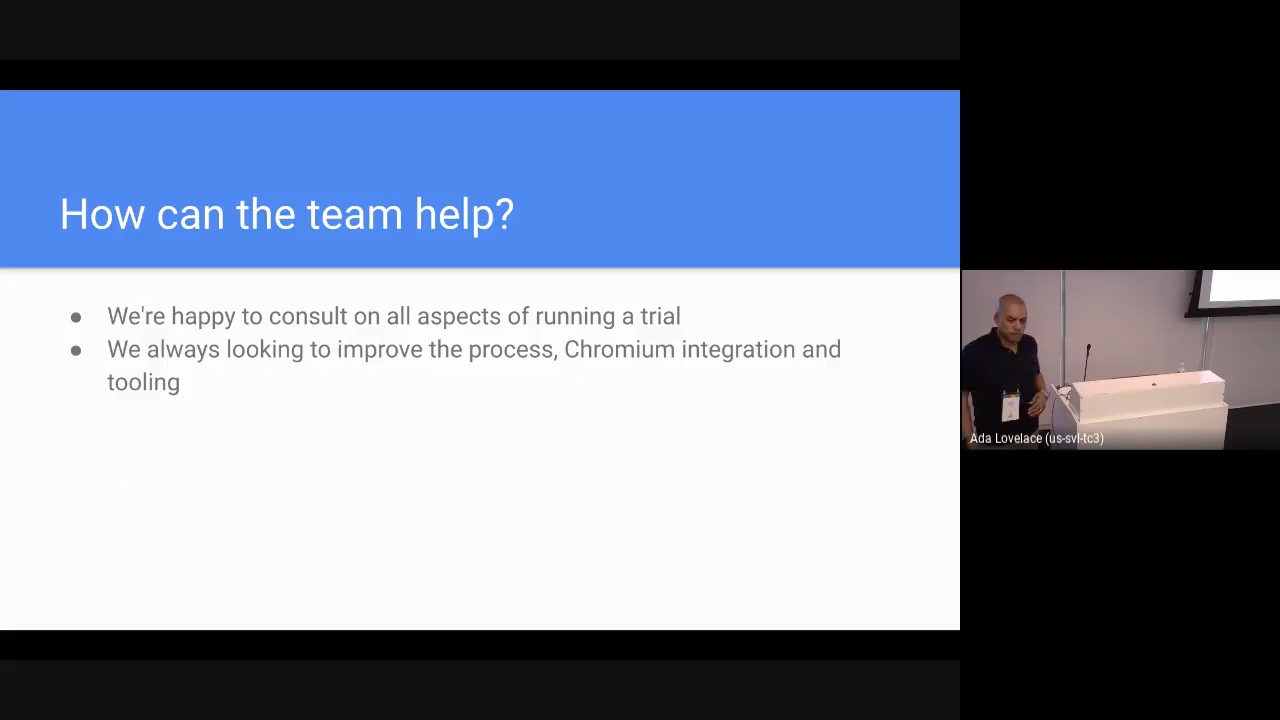 How can the team help?
● We're happy to consult on all aspects of running a trial
● We always looking to improve the process, Chromium integration and
tooling
Ada Lovelace (us-svl-tc3)